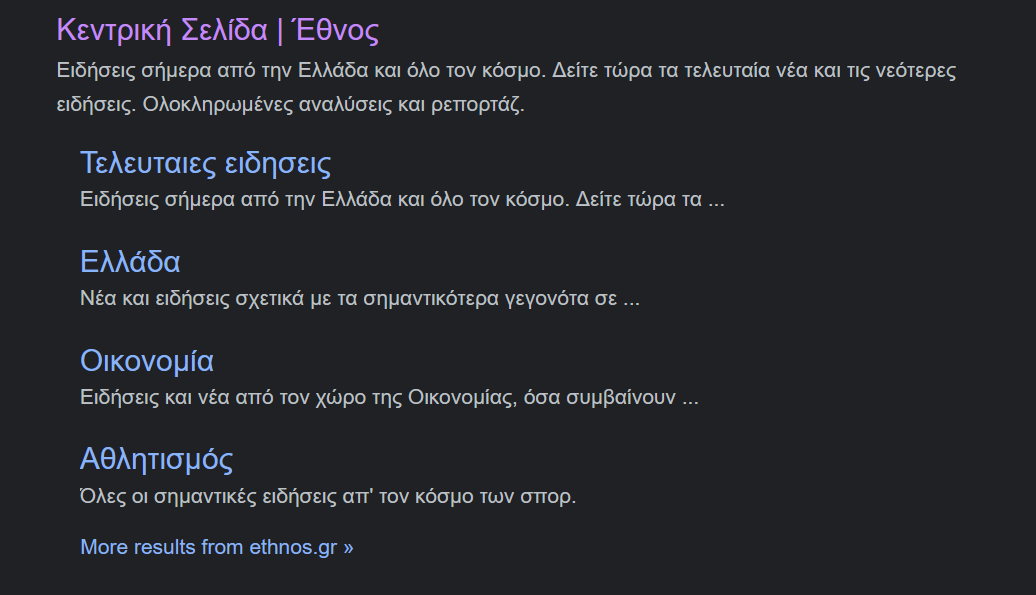 Κεντρική Σελίδα | Έθνος
Ειδήσεις σήμερα από την Ελλάδα και όλο τον κόσμο. Δείτε τώρα τα τελευταία νέα και τις νεότερες
ειδήσεις. Ολοκληρωμένες αναλύσεις και ρεπορτάζ.
Τελευταιες ειδησεις
Ειδήσεις σήμερα από την Ελλάδα και όλο τον κόσμο. Δείτε τώρα τα ...
Ελλάδα
Νέα και ειδήσεις σχετικά με τα σημαντικότερα γεγονότα σε ...
Οικονομία
Ειδήσεις και νέα από τον χώρο της Οικονομίας, όσα συμβαίνουν ...
Αθλητισμός
Όλες οι σημαντικές ειδήσεις απ' τον κόσμο των σπορ.
More results from ethnos.gr »